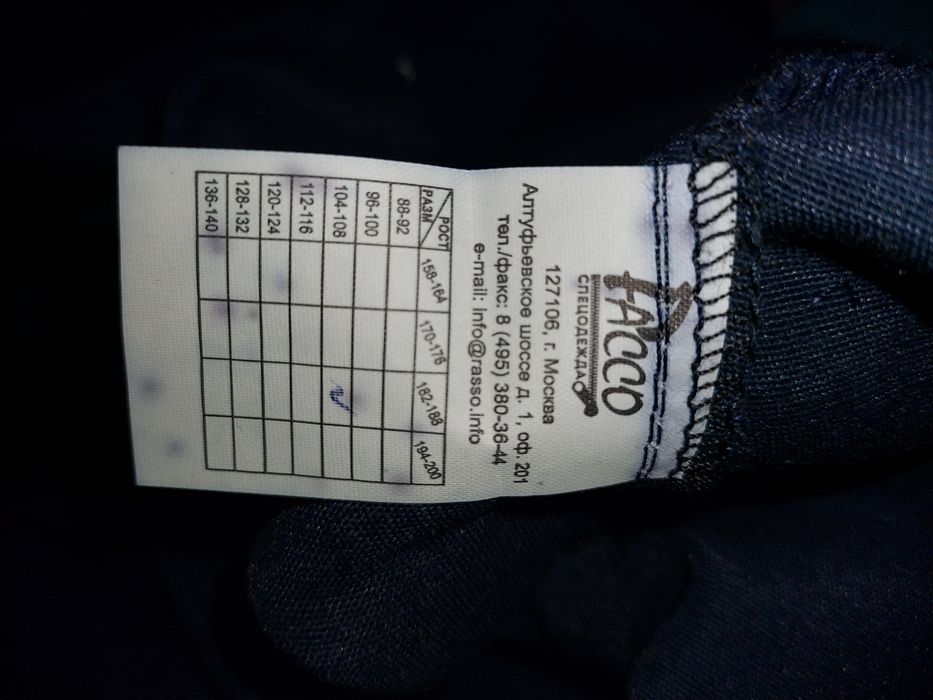 РАССО
СПЕЦОДЕЖДА
127106, г. Москва
Алтуфьевское шоссе д. 1, оф. 201
тел./факс: 8 (495) 380-36-44
e-mail: info@rasso.info
РАЗМ РОСТ 158-164 170-176 182-188 194-200
88-92
96-100
104-108
112-116
120-124
128-132
136-140